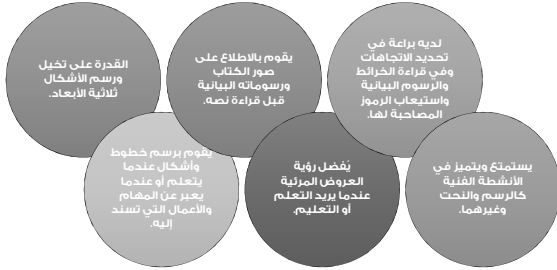 لديه براعة في
تحديد الاتجاهات
وفي قراءة الخرائط
والرسوم البيانية
واستيعاب الرموز
المصاحبة لها.
يقوم بالاطلاع على
صور الكتاب
ورسوماته البيانية
قبل قراءة نصه.
القدرة على تخيل
ورسم الأشكال
ثلاثية الأبعاد.
يستمتع ويتميز في
الأنشطة الفنية
كالرسم والنحت
وغيرهما.
يُفضل رؤية
العروض المرئية
عندما يريد التعلم
أو التعليم.
يقوم برسم خطوط
وأشكال عندما
يتعلم أو عندما
يعبر عن المهام
والأعمال التي تسند
إليه.